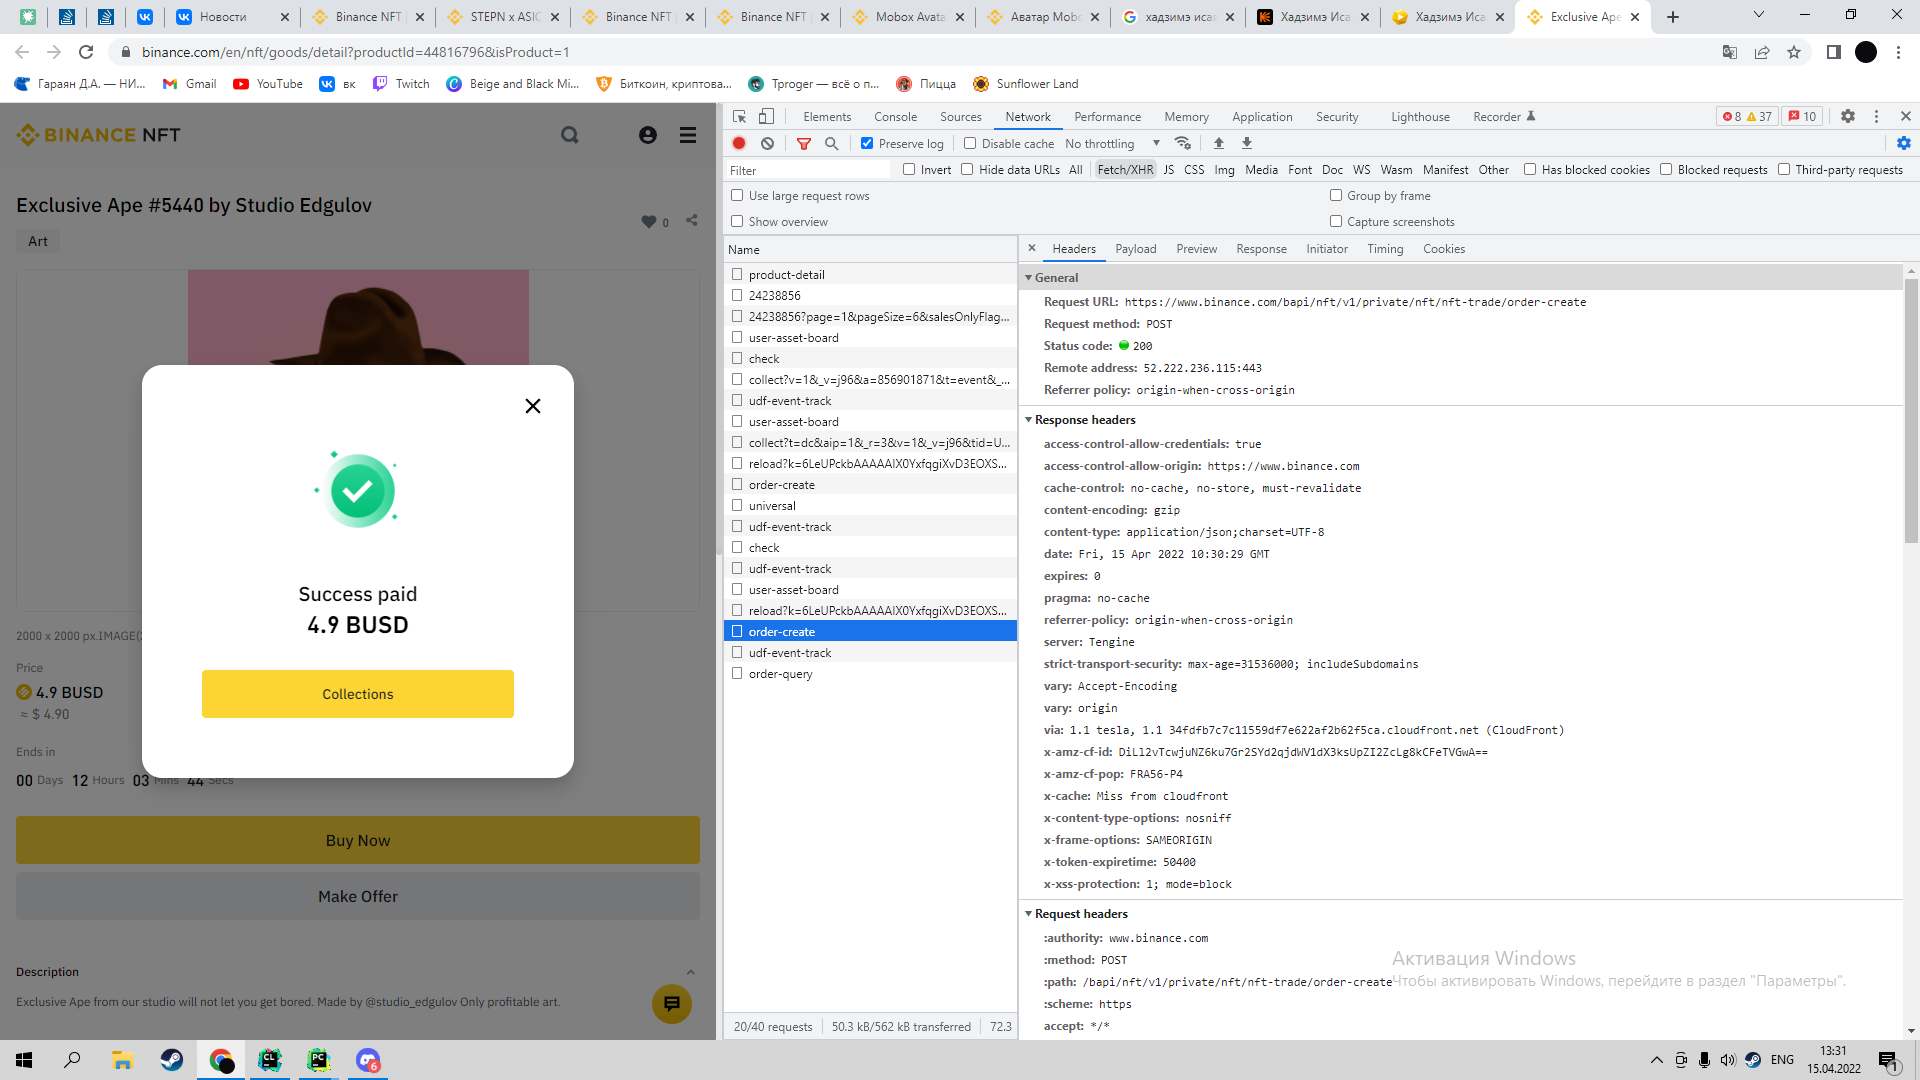 Новости
Binance NFT
STEPN x ASIC
Binance NFT
Binance NFT
Mobox Avata
Аватар Mobo
хадзимэ исая
Хадзимэ Иса
Хадзимэ Иса
Exclusive Ape
binance.com/en/nft/goods/detail?productId=44816796&isProduct=1
Гараян Д.А. — НИ...
Gmail
YouTube
вк
Twitch
Beige and Black Mi...
Биткоин, криптова...
Tproger — всё о п...
Пицца
Sunflower Land
BINANCE NFT
Exclusive Ape #5440 by Studio Edgulov
0
Art
Success paid
4.9 BUSD
Collections
2000 x 2000 px.IMAGE(
Price
4.9 BUSD
≈ $ 4.90
Ends in
00 Days 12 Hours 03 Mins 44 Secs
Buy Now
Make Offer
Description
Exclusive Ape from our studio will not let you get bored. Made by @studio_edgulov Only profitable art.
Elements Console Sources Network Performance Memory Application Security Lighthouse Recorder
8 37 10
Preserve log Disable cache No throttling
Filter Invert Hide data URLs All Fetch/XHR JS CSS Img Media Font Doc WS Wasm Manifest Other Has blocked cookies Blocked requests Third-party requests
Use large request rows Group by frame
Show overview Capture screenshots
Name
product-detail
24238856
24238856?page=1&pageSize=6&salesOnlyFlag...
user-asset-board
check
collect?v=1&_v=j96&a=856901871&t=event&_...
udf-event-track
user-asset-board
collect?t=dc&aip=1&_r=3&v=1&_v=j96&tid=U...
reload?k=6LeUPckbAAAAAIX0YxfqgiXvD3EOXS...
order-create
universal
udf-event-track
check
udf-event-track
user-asset-board
reload?k=6LeUPckbAAAAAIX0YxfqgiXvD3EOXS...
order-create
udf-event-track
order-query
20/40 requests 50.3 kB/562 kB transferred 72.3
Headers Payload Preview Response Initiator Timing Cookies
General
Request URL: https://www.binance.com/bapi/nft/v1/private/nft/nft-trade/order-create
Request method: POST
Status code: 200
Remote address: 52.222.236.115:443
Referrer policy: origin-when-cross-origin
Response headers
access-control-allow-credentials: true
access-control-allow-origin: https://www.binance.com
cache-control: no-cache, no-store, must-revalidate
content-encoding: gzip
content-type: application/json;charset=UTF-8
date: Fri, 15 Apr 2022 10:30:29 GMT
expires: 0
pragma: no-cache
referrer-policy: origin-when-cross-origin
server: Tengine
strict-transport-security: max-age=31536000; includeSubdomains
vary: Accept-Encoding
vary: origin
via: 1.1 tesla, 1.1 34fdfb7c7c11559df7e622af2b62f5ca.cloudfront.net (CloudFront)
x-amz-cf-id: DiLl2vTcwjuNZ6ku7Gr2SYd2qjdWV1dX3ksUpZI2ZcLg8kCFeTVGwA==
x-amz-cf-pop: FRA56-P4
x-cache: Miss from cloudfront
x-content-type-options: nosniff
x-frame-options: SAMEORIGIN
x-token-expiretime: 50400
x-xss-protection: 1; mode=block
Request headers
:authority: www.binance.com
:method: POST
:path: /bapi/nft/v1/private/nft/nft-trade/order-create
:scheme: https
accept: */*
Активация Windows
Чтобы активировать Windows, перейдите в раздел "Параметры".
CL
PC
6
ENG
13:31
15.04.2022
1